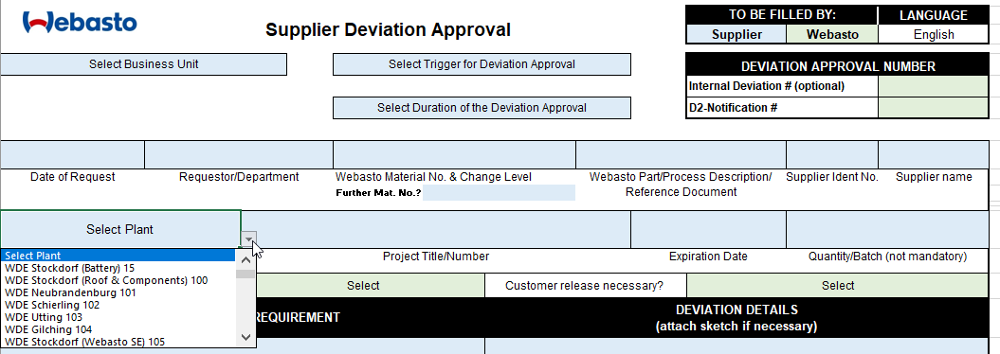 Webasto
Supplier Deviation Approval
TO BE FILLED BY:
LANGUAGE
Supplier
Webasto
English
Select Business Unit
Select Trigger for Deviation Approval
DEVIATION APPROVAL NUMBER
Internal Deviation # (optional)
Select Duration of the Deviation Approval
D2-Notification #
Date of Request
Requestor/Department
Webasto Material No. & Change Level
Further Mat. No.?
Webasto Part/Process Description/
Reference Document
Supplier Ident No.
Supplier name
Select Plant
Select Plant
WDE Stockdorf (Battery) 15
WDE Stockdorf (Roof & Components) 100
WDE Neubrandenburg 101
WDE Schierling 102
WDE Utting 103
WDE Gilching 104
WDE Stockdorf (Webasto SE) 105
Project Title/Number
Expiration Date
Quantity/Batch (not mandatory)
Select
Customer release necessary?
Select
REQUIREMENT
DEVIATION DETAILS
(attach sketch if necessary)